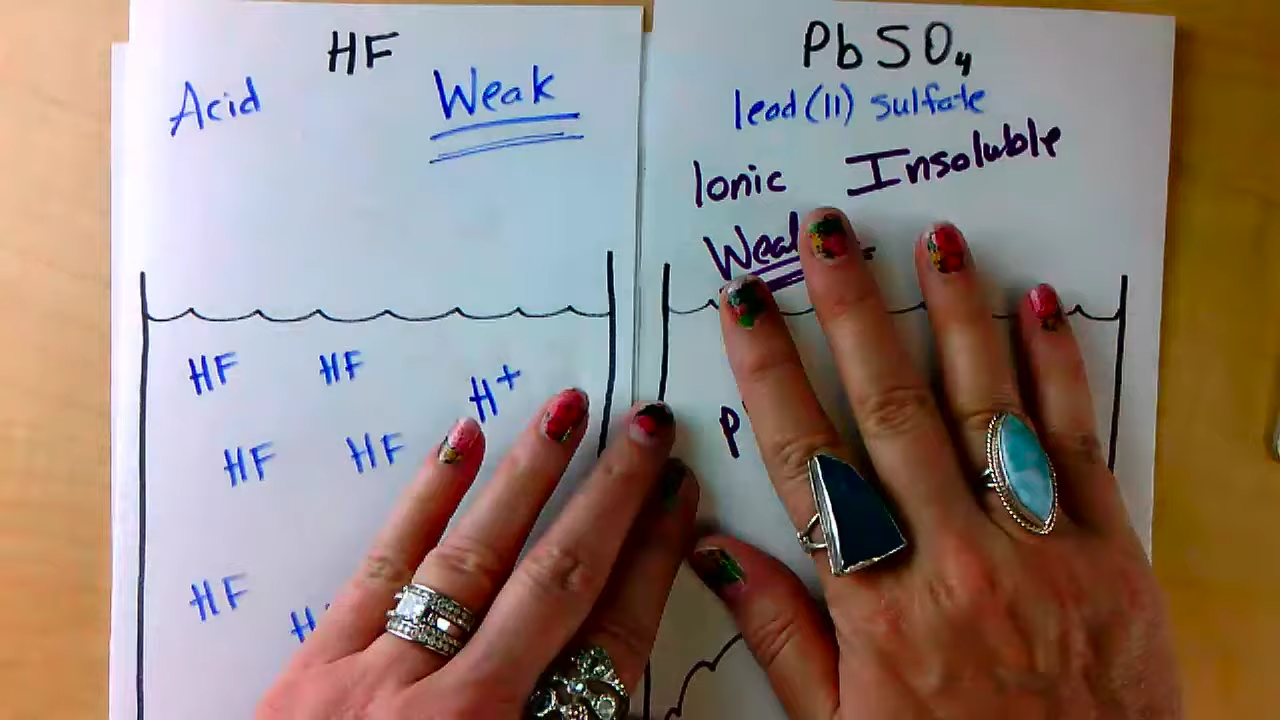 HF
Acid Weak
HF HF H+
HF HF
HF
PbSO₄
lead(II) sulfate
Ionic Insoluble